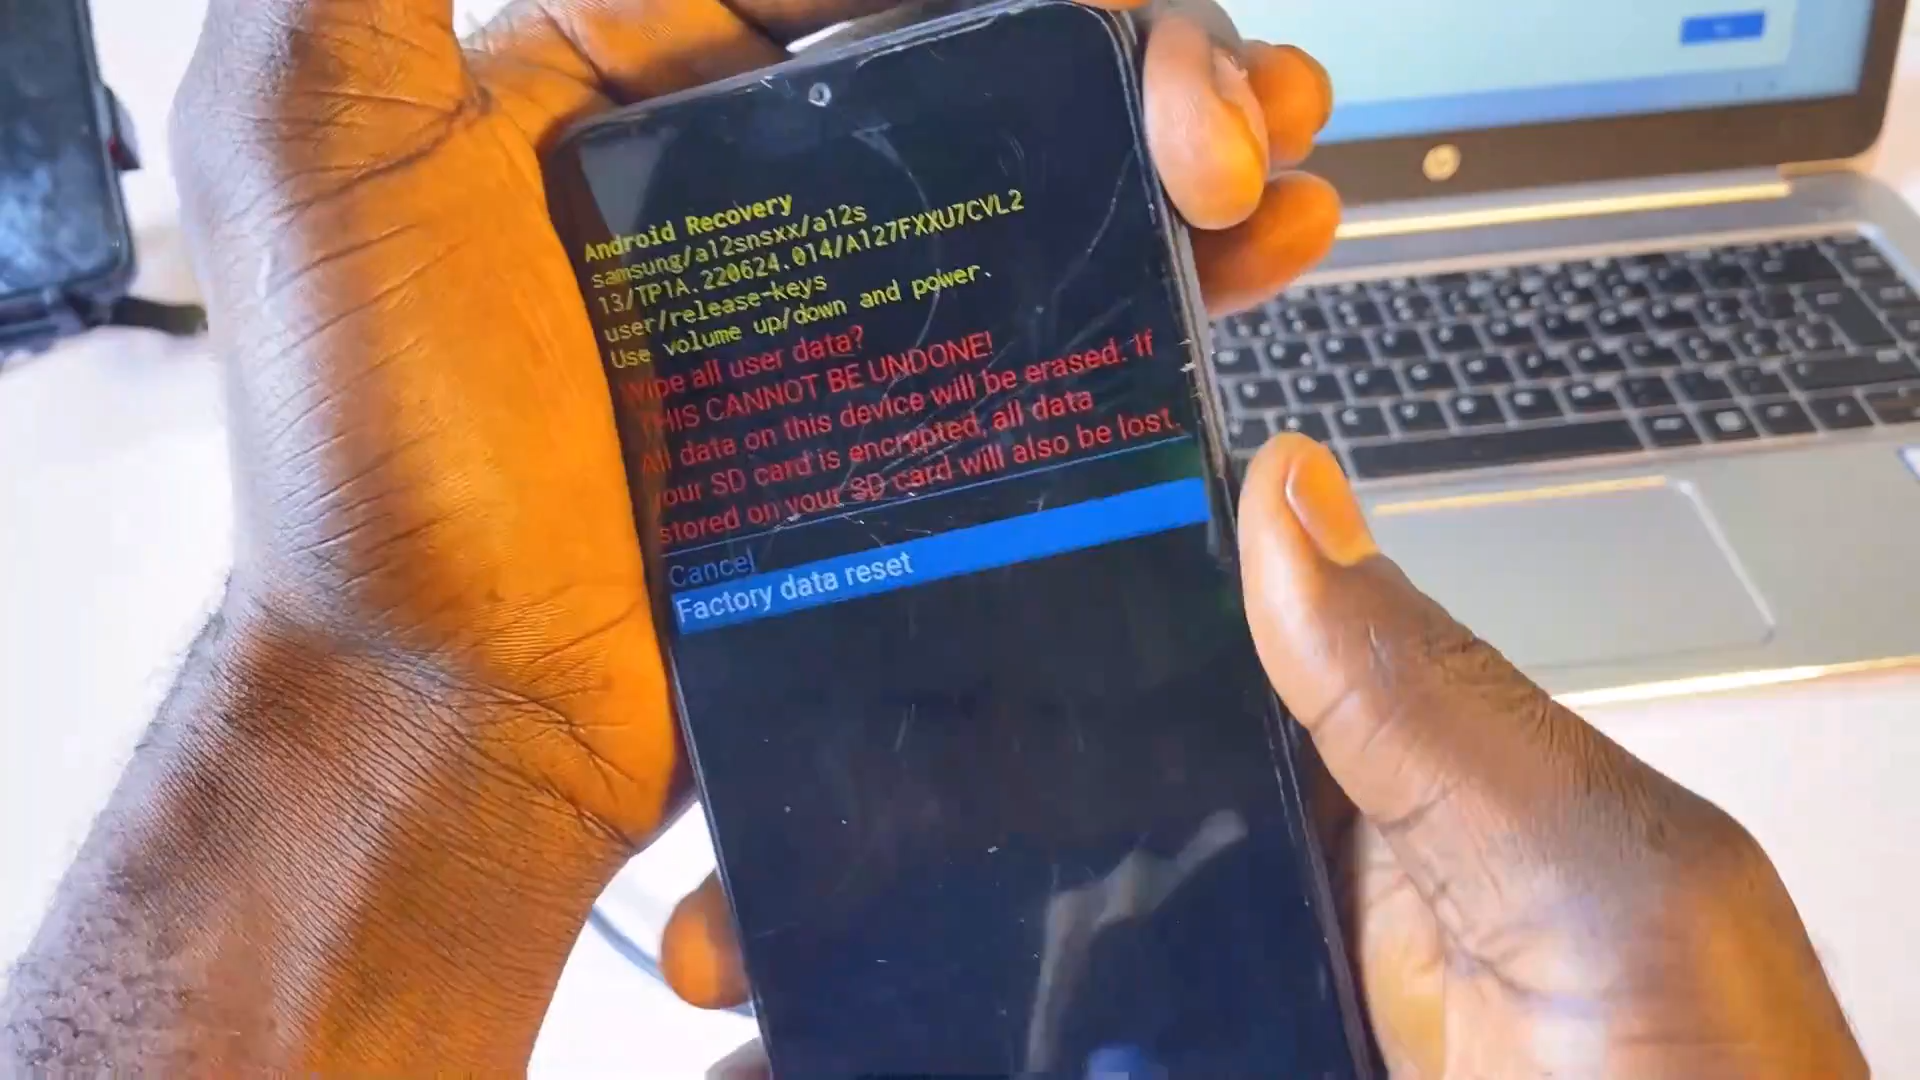 Android Recovery
samsung/a12snsxx/a12s
13/TP1A.220624.014/A127FXXU7CVL2
user/release-keys
Use volume up/down and power.
Wipe all user data?
THIS CANNOT BE UNDONE!
All data on this device will be erased. If
your SD card is encrypted, all data
stored on your SD card will also be lost.
Cancel
Factory data reset